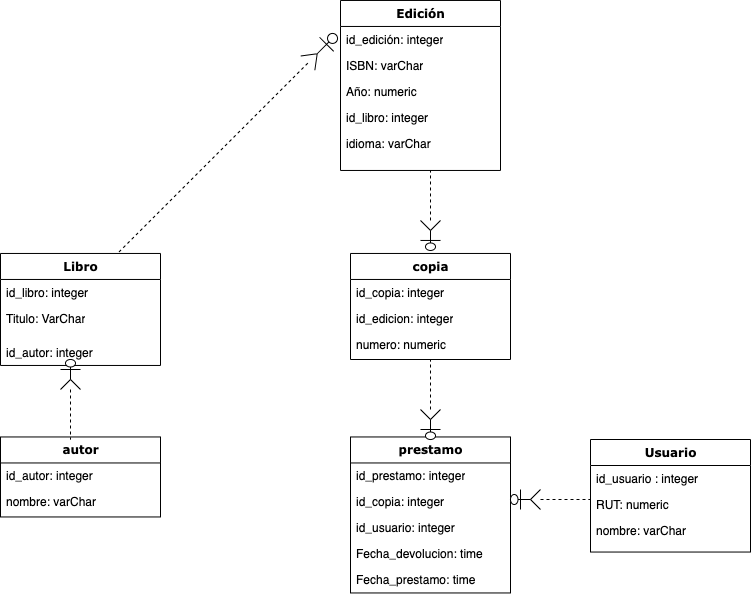 Edición
id_edición: integer
ISBN: varChar
Año: numeric
id_libro: integer
idioma: varChar
Libro
id_libro: integer
Titulo: VarChar
id_autor: integer
copia
id_copia: integer
id_edicion: integer
numero: numeric
autor
id_autor: integer
nombre: varChar
prestamo
id_prestamo: integer
id_copia: integer
id_usuario: integer
Fecha_devolucion: time
Fecha_prestamo: time
Usuario
id_usuario : integer
RUT: numeric
nombre: varChar